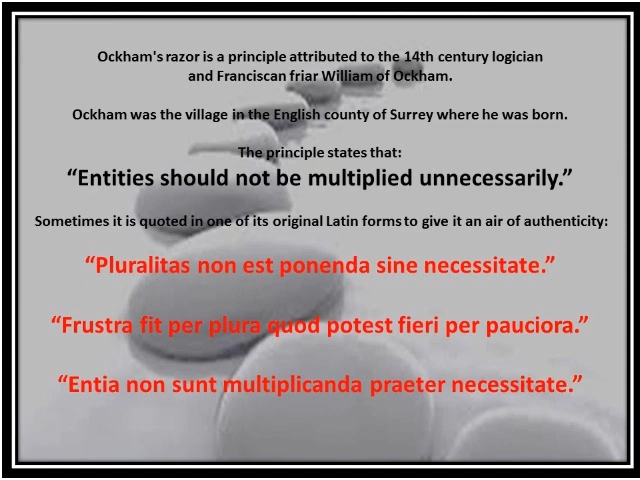 Ockham's razor is a principle attributed to the 14th century logician
and Franciscan friar William of Ockham.
Ockham was the village in the English county of Surrey where he was born.
The principle states that:
“Entities should not be multiplied unnecessarily.”
Sometimes it is quoted in one of its original Latin forms to give it an air of authenticity:
“Pluralitas non est ponenda sine necessitate.”
“Frustra fit per plura quod potest fieri per pauciora.”
“Entia non sunt multiplicanda praeter necessitate.”